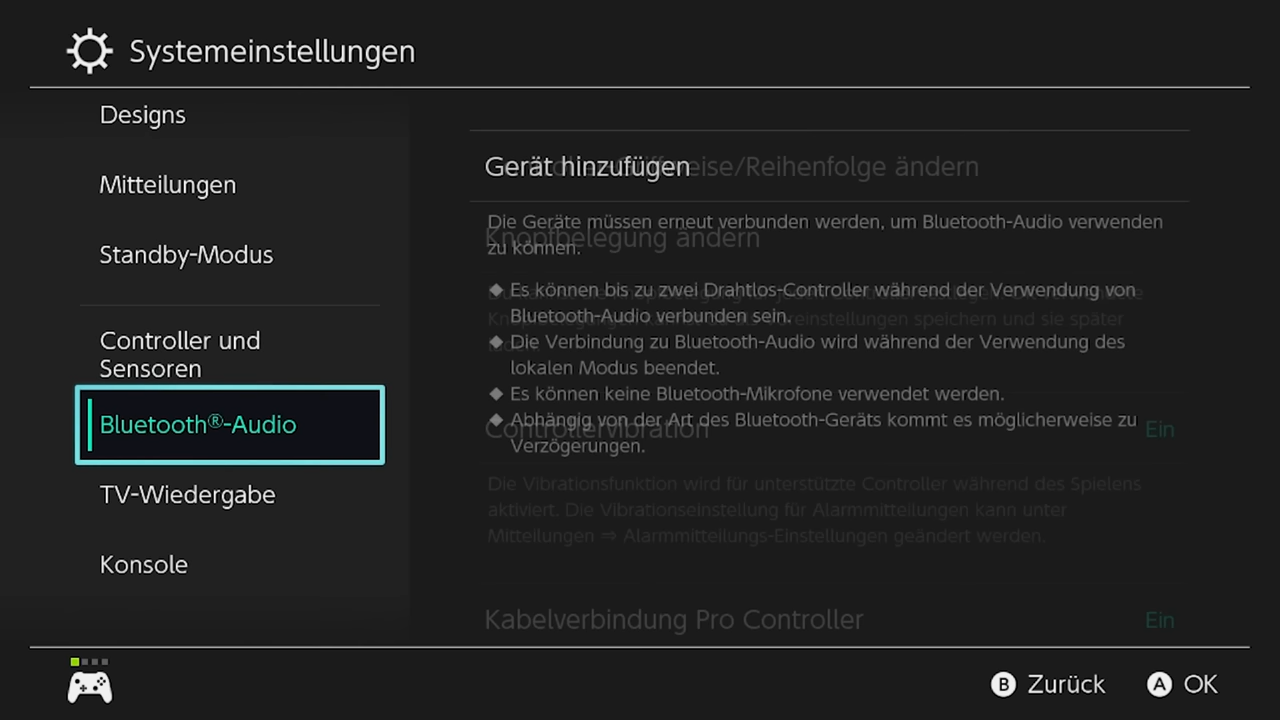 Systemeinstellungen
Designs
Mitteilungen
Standby-Modus
Controller und
Sensoren
Bluetooth®-Audio
TV-Wiedergabe
Konsole
Gerät hinzufügen
Die Geräte müssen erneut verbunden werden, um Bluetooth-Audio verwenden
zu können.
◆ Es können bis zu zwei Drahtlos-Controller während der Verwendung von
Bluetooth-Audio verbunden sein.
◆ Die Verbindung zu Bluetooth-Audio wird während der Verwendung des
lokalen Modus beendet.
◆ Es können keine Bluetooth-Mikrofone verwendet werden.
◆ Abhängig von der Art des Bluetooth-Geräts kommt es möglicherweise zu
Verzögerungen.
/Reihenfolge ändern
Knopfbelegung ändern
Controllervibration Ein
Die Vibrationsfunktion wird für unterstützte Controller während des Spielens
aktiviert. Die Vibrationseinstellung für Alarmmitteilungen kann unter
Mitteilungen ⇒ Alarmmitteilungs-Einstellungen geändert werden.
Kabelverbindung Pro Controller Ein
B Zurück A OK